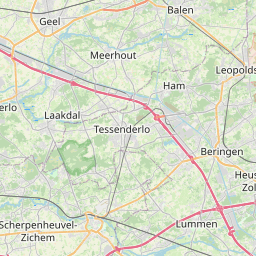 Balen
Geel
Meerhout
Leopolds
Ham
erlo
Laakdal
Tessenderlo
Beringen
Heus
Zol
Scherpenheuvel-
Zichem
Lummen